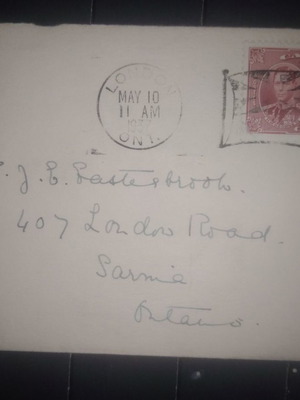 LONDON
MAY 10
11 AM
ONT.
J. E. Easterbrook.
407 London Road.
Sarnia
Ontario.